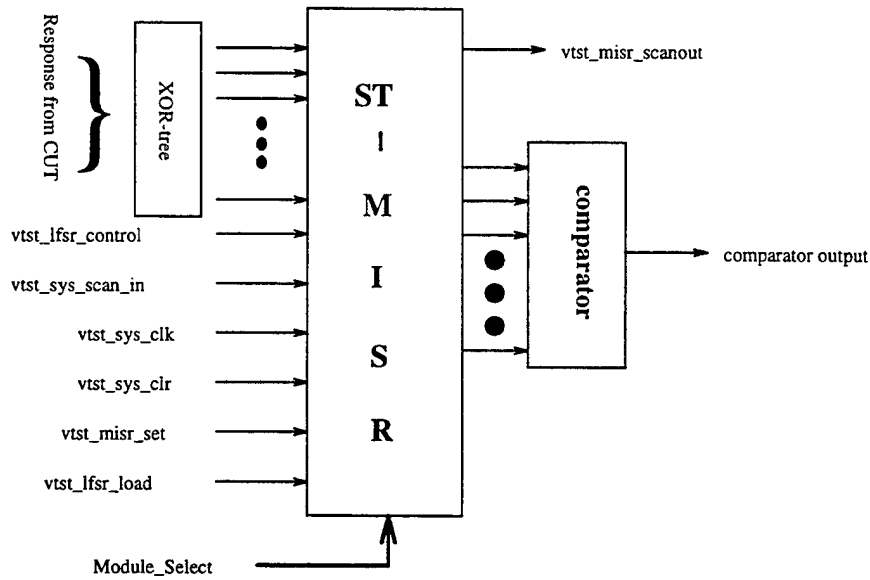 Response from CUT
XOR-tree
ST
–
M
I
S
R
vtst_lfsr_control
vtst_sys_scan_in
vtst_sys_clk
vtst_sys_clr
vtst_misr_set
vtst_lfsr_load
Module_Select
vtst_misr_scanout
comparator
comparator output